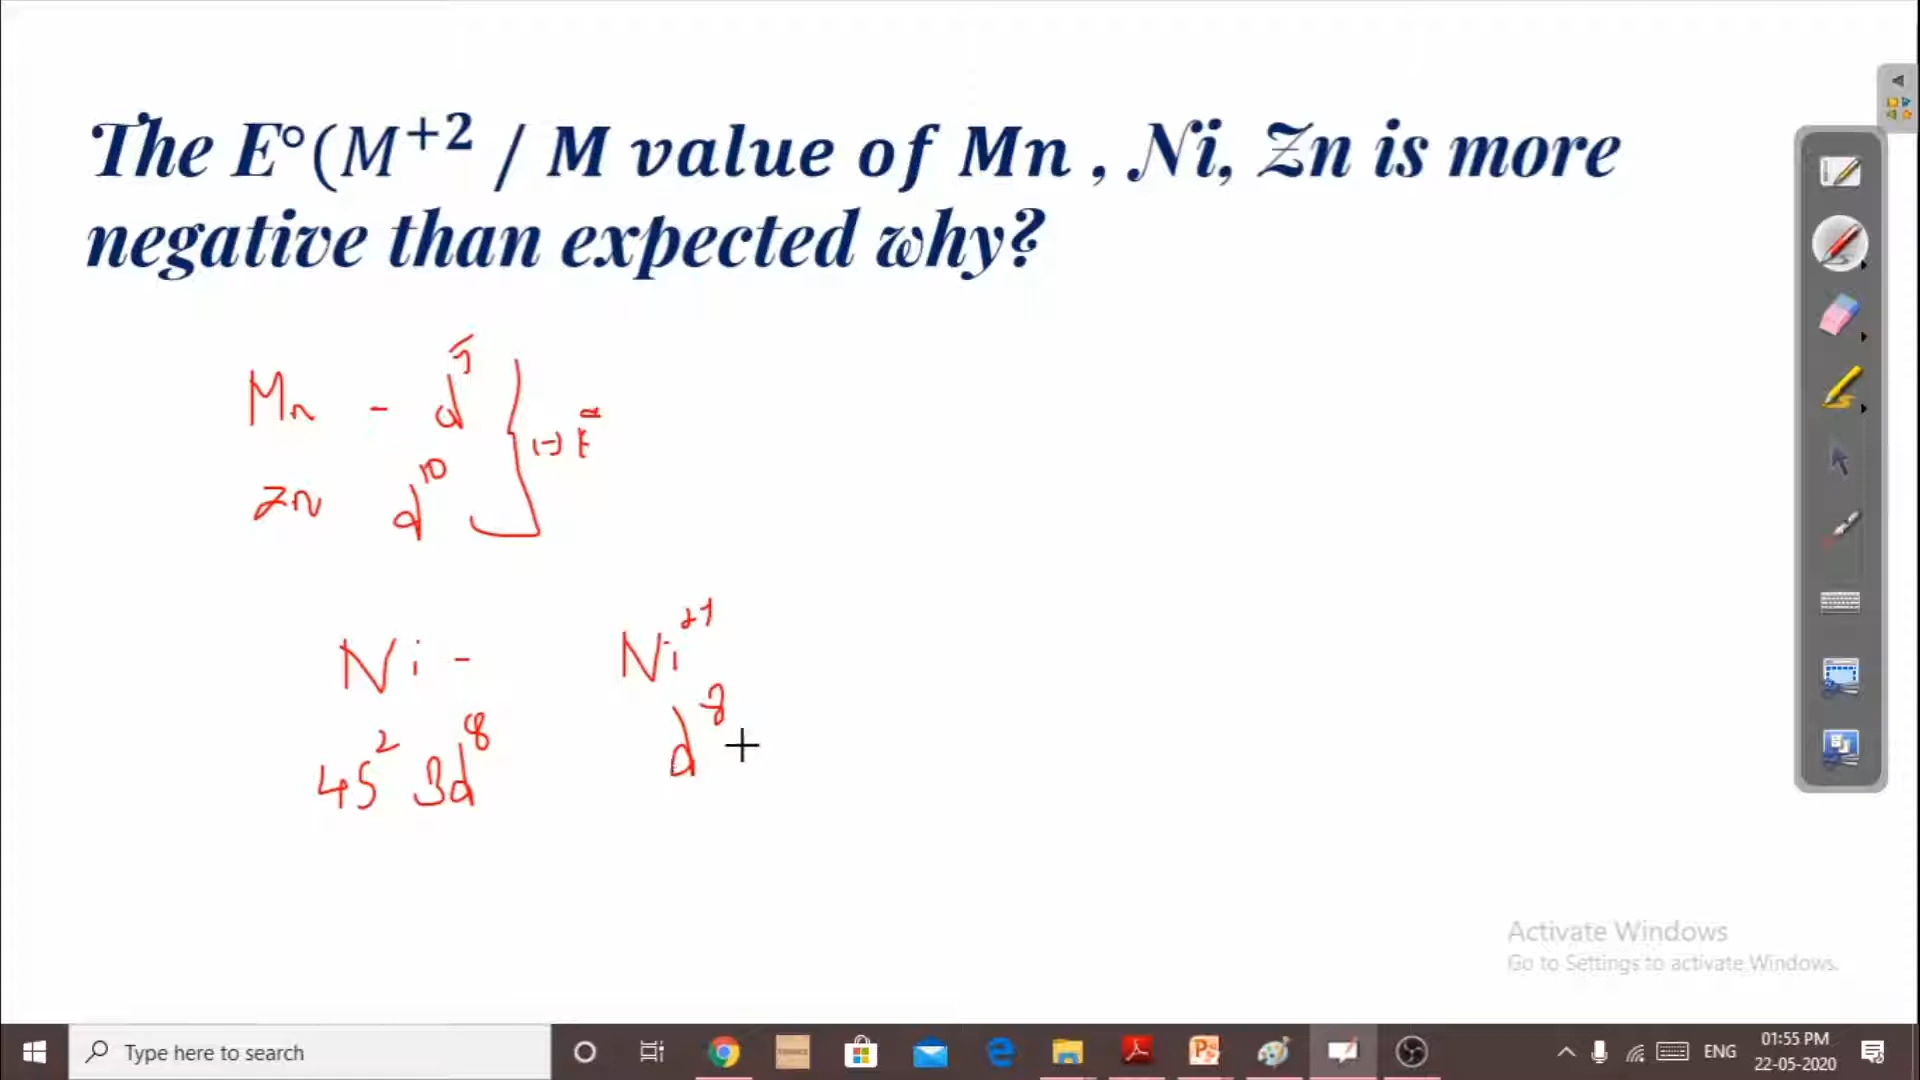 The E°(M⁺² / M value of Mn , Ni, Zn is more
negative than expected why?
Mn - d⁵
(-) E°
Zn d¹⁰
Ni - Ni²⁺
4S² 3d⁸ d⁸
Activate Windows
Go to Settings to activate Windows.
Type here to search
ENG
01:55 PM
22-05-2020